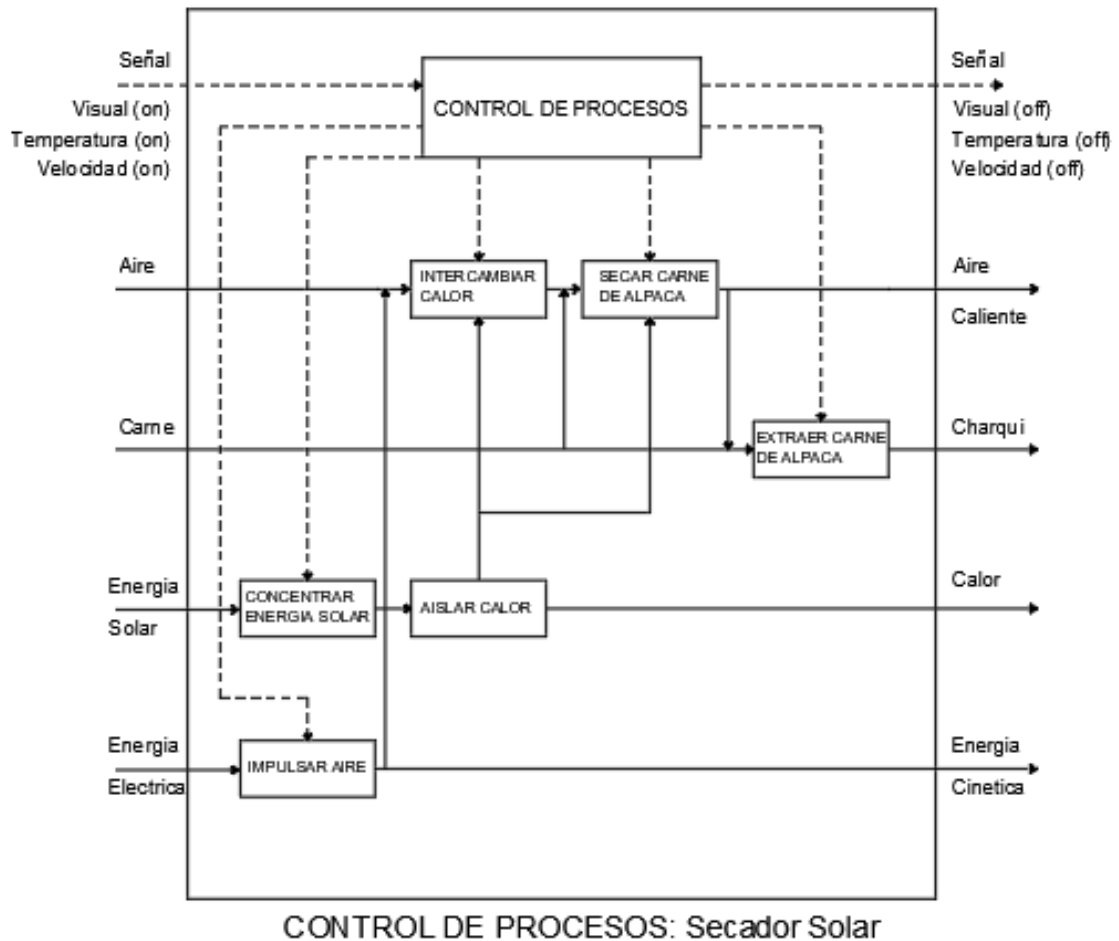 Señal
Visual (on)
Temperatura (on)
Velocidad (on)
CONTROL DE PROCESOS
Señal
Visual (off)
Temperatura (off)
Velocidad (off)
Aire
INTERCAMBIAR
CALOR
SECAR CARNE
DE ALPACA
Aire
Caliente
Carne
EXTRAER CARNE
DE ALPACA
Charqui
Energia
Solar
CONCENTRAR
ENERGIA SOLAR
AISLAR CALOR
Calor
Energia
Electrica
IMPULSAR AIRE
Energia
Cinetica
CONTROL DE PROCESOS: Secador Solar